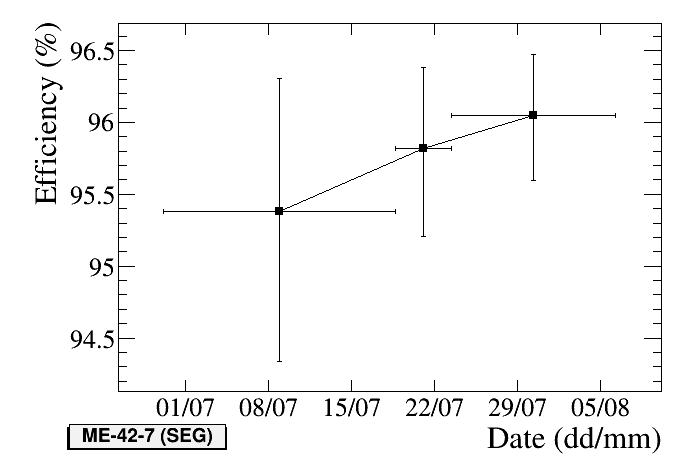 Efficiency (%)
96.5
96
95.5
95
94.5
01/07 08/07 15/07 22/07 29/07 05/08
ME-42-7 (SEG)
Date (dd/mm)